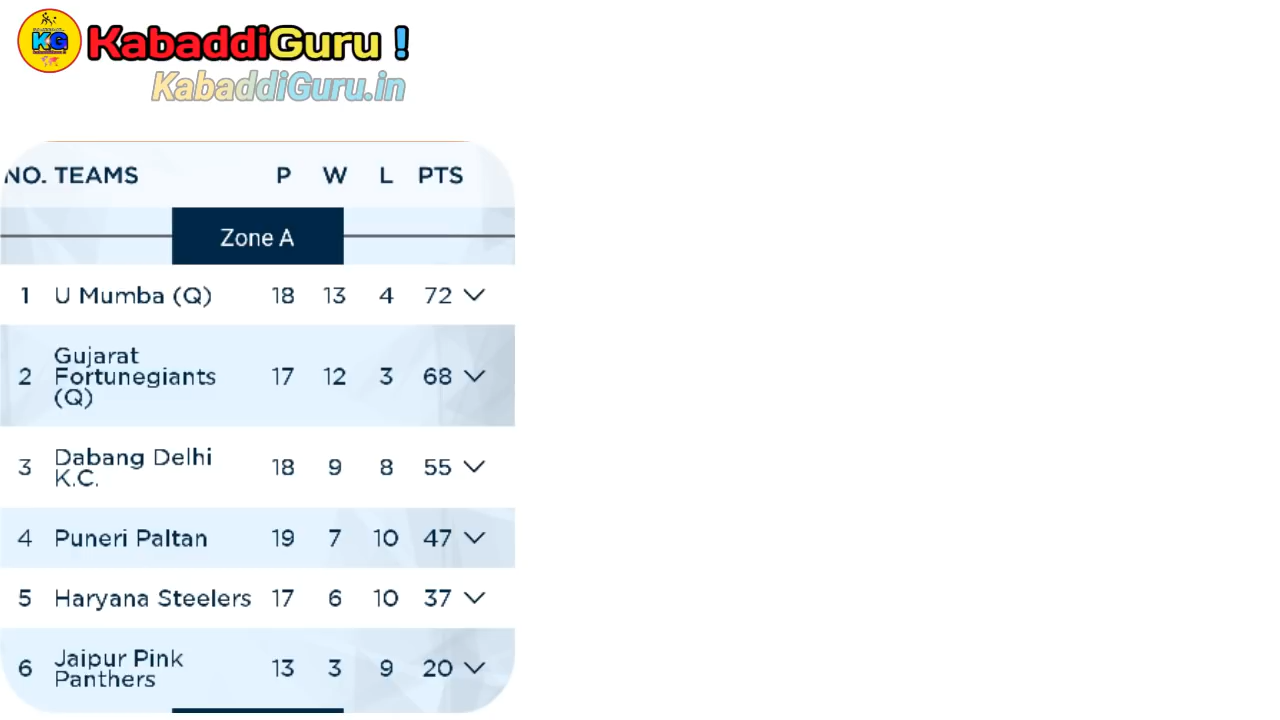 KG
KabaddiGuru !
KabaddiGuru.in
NO. TEAMS P W L PTS
Zone A
1 U Mumba (Q) 18 13 4 72
Gujarat
2 Fortunegiants 17 12 3 68
(Q)
3 Dabang Delhi 18 9 8 55
K.C.
4 Puneri Paltan 19 7 10 47
5 Haryana Steelers 17 6 10 37
6 Jaipur Pink 13 3 9 20
Panthers